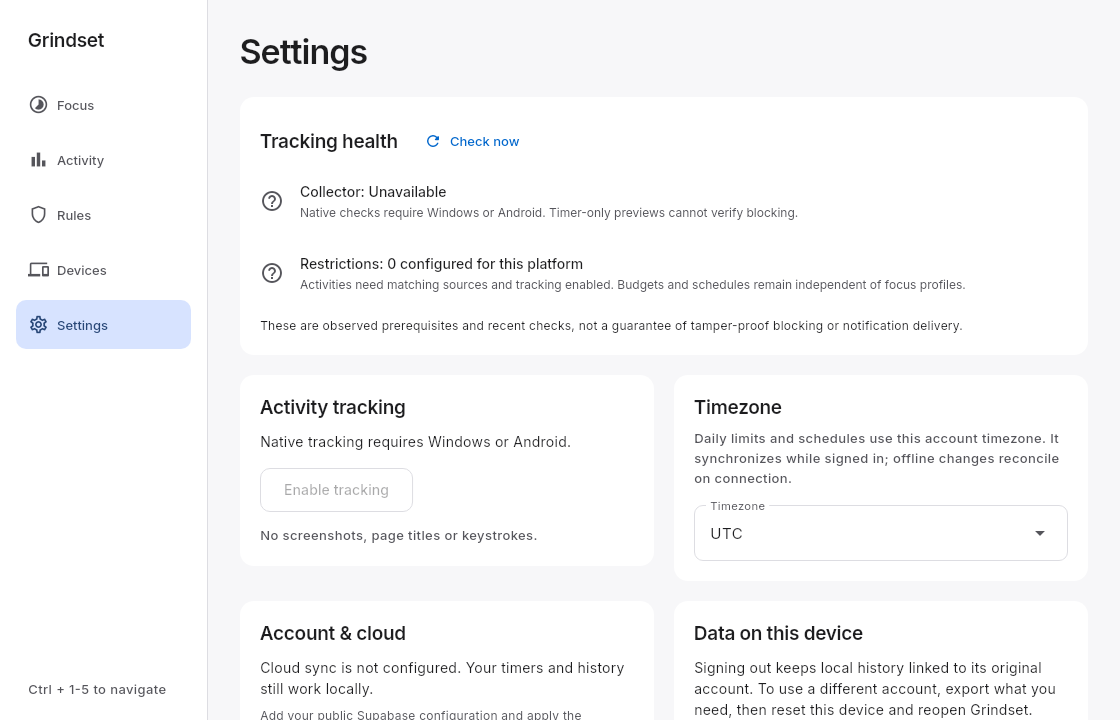 Grindset
Focus
Activity
Rules
Devices
Settings
Ctrl + 1-5 to navigate
Settings
Tracking health
Check now
Collector: Unavailable
Native checks require Windows or Android. Timer-only previews cannot verify blocking.
Restrictions: 0 configured for this platform
Activities need matching sources and tracking enabled. Budgets and schedules remain independent of focus profiles.
These are observed prerequisites and recent checks, not a guarantee of tamper-proof blocking or notification delivery.
Activity tracking
Native tracking requires Windows or Android.
Enable tracking
No screenshots, page titles or keystrokes.
Timezone
Daily limits and schedules use this account timezone. It
synchronizes while signed in; offline changes reconcile
on connection.
Timezone
UTC
Account & cloud
Cloud sync is not configured. Your timers and history
still work locally.
Add your public Supabase configuration and apply the
Data on this device
Signing out keeps local history linked to its original
account. To use a different account, export what you
need, then reset this device and reopen Grindset.